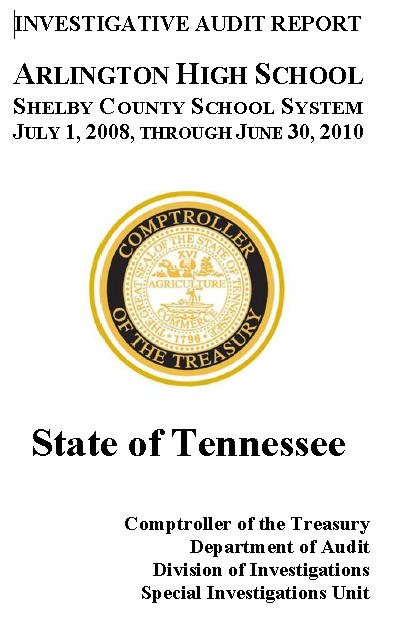 INVESTIGATIVE AUDIT REPORT
ARLINGTON HIGH SCHOOL
SHELBY COUNTY SCHOOL SYSTEM
JULY 1, 2008, THROUGH JUNE 30, 2010
COMPTROLLER
OF THE TREASURY
THE GREAT SEAL OF THE STATE OF TENNESSEE
XVI
AGRICULTURE
COMMERCE
1796
State of Tennessee
Comptroller of the Treasury
Department of Audit
Division of Investigations
Special Investigations Unit